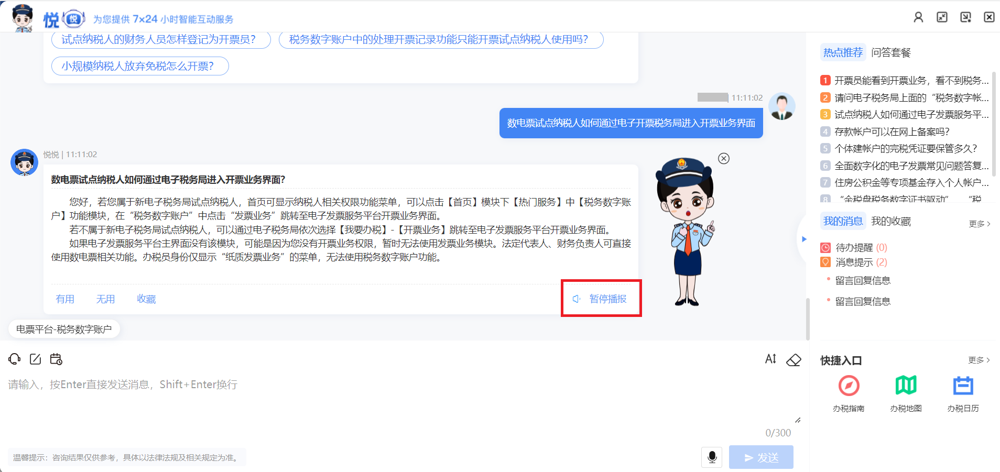 悦 悦 为您提供 7×24 小时智能互动服务
试点纳税人的财务人员怎样登记为开票员？
税务数字账户中的处理开票记录功能只能开票试点纳税人使用吗？
小规模纳税人放弃免税怎么开票？
11:11:02
数电票试点纳税人如何通过电子开票税务局进入开票业务界面
悦悦 | 11:11:02
数电票试点纳税人如何通过电子税务局进入开票业务界面？
您好，若您属于新电子税务局试点纳税人，首页可显示纳税人相关权限功能菜单，可以点击【首页】模块下【热门服务】中【税务数字账
户】功能模块，在“税务数字账户”中点击“发票业务”跳转至电子发票服务平台开票业务界面。
若不属于新电子税务局试点纳税人，可以通过电子税务局依次选择【我要办税】-【开票业务】跳转至电子发票服务平台开票业务界面。
如果电子发票服务平台主界面没有该模块，可能是因为您没有开票业务权限，暂时无法使用发票业务模块。法定代表人、财务负责人可直接
使用数电票相关功能。办税员身份仅显示“纸质发票业务”的菜单，无法使用税务数字账户功能。
有用 无用 收藏
暂停播报
电票平台-税务数字账户
请输入，按Enter直接发送消息，Shift+Enter换行
0/300
温馨提示：咨询结果仅供参考，具体以法律法规及相关规定为准。
发送
热点推荐 问答套餐
1 开票员能看到开票业务，看不到税务...
2 请问电子税务局上面的“税务数字帐...
3 试点纳税人如何通过电子发票服务平...
4 存款帐户可以在网上备案吗？
5 个体建帐户的完税凭证要保管多久？
6 全面数字化的电子发票常见问题答复...
7 住房公积金等专项基金存入个人帐户...
8 “金税盘税务数字证书驱动”、“税
我的消息 我的收藏 更多
待办提醒 (0)
消息提示 (2)
留言回复信息
留言回复信息
快捷入口 更多
办税指南 办税地图 办税日历